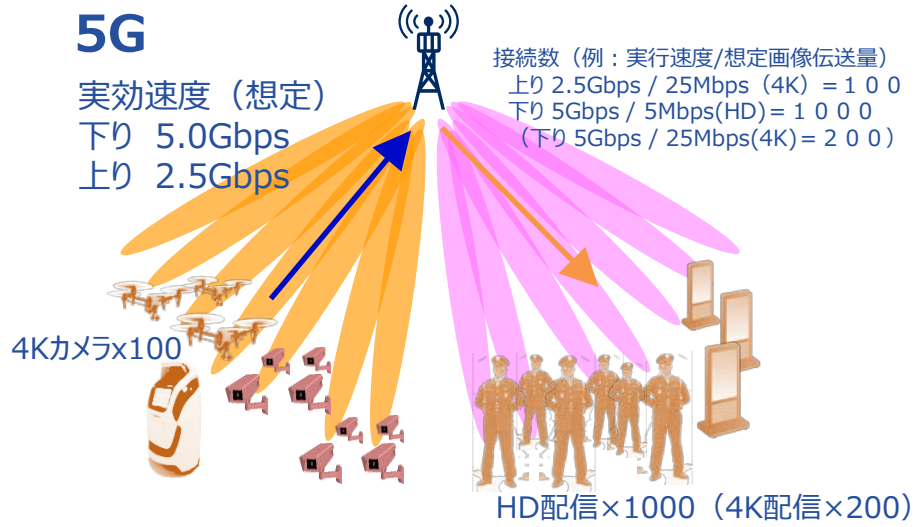 5G
実効速度（想定）
下り 5.0Gbps
上り 2.5Gbps
接続数（例：実行速度/想定画像伝送量）
上り 2.5Gbps / 25Mbps（4K）=１００
下り 5Gbps / 5Mbps(HD)=１０００
（下り 5Gbps / 25Mbps(4K)=２００）
4Kカメラx100
HD配信×1000（4K配信×200）